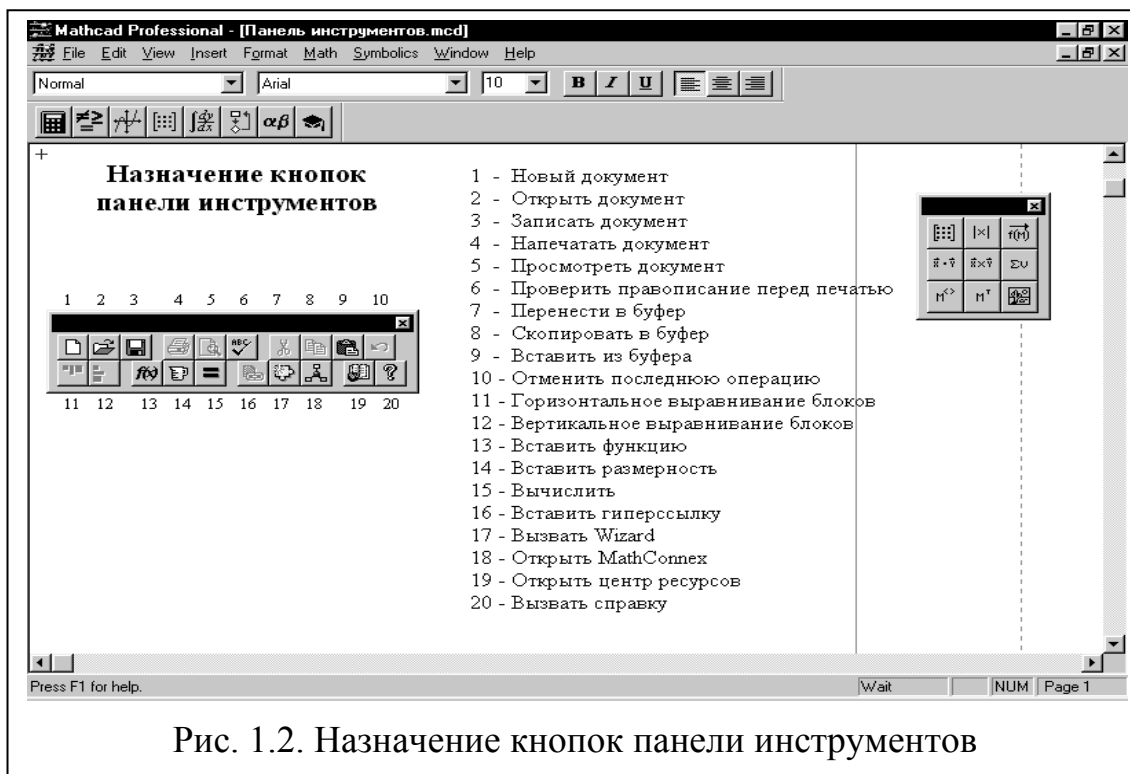 Mathcad Professional - [Панель инструментов.mcd]
File Edit View Insert Format Math Symbolics Window Help
Normal Arial 10 B I U
αβ
Назначение кнопок
панели инструментов
1 2 3 4 5 6 7 8 9 10
ABC
f(x) =  ?
11 12 13 14 15 16 17 18 19 20
1 - Новый документ
2 - Открыть документ
3 - Записать документ
4 - Напечатать документ
5 - Просмотреть документ
6 - Проверить правописание перед печатью
7 - Перенести в буфер
8 - Скопировать в буфер
9 - Вставить из буфера
10 - Отменить последнюю операцию
11 - Горизонтальное выравнивание блоков
12 - Вертикальное выравнивание блоков
13 - Вставить функцию
14 - Вставить размерность
15 - Вычислить
16 - Вставить гиперссылку
17 - Вызвать Wizard
18 - Открыть MathConnex
19 - Открыть центр ресурсов
20 - Вызвать справку
|×| f(M)
Συ
M<> Mᵀ
Press F1 for help. Wait NUM Page 1
Рис. 1.2. Назначение кнопок панели инструментов